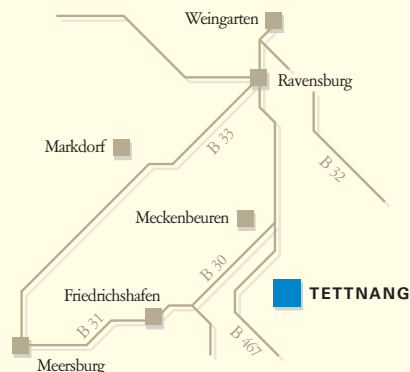 Weingarten
Ravensburg
B 33
Markdorf
B 32
Meckenbeuren
B 30
Friedrichshafen
TETTNANG
B 31
B 467
Meersburg